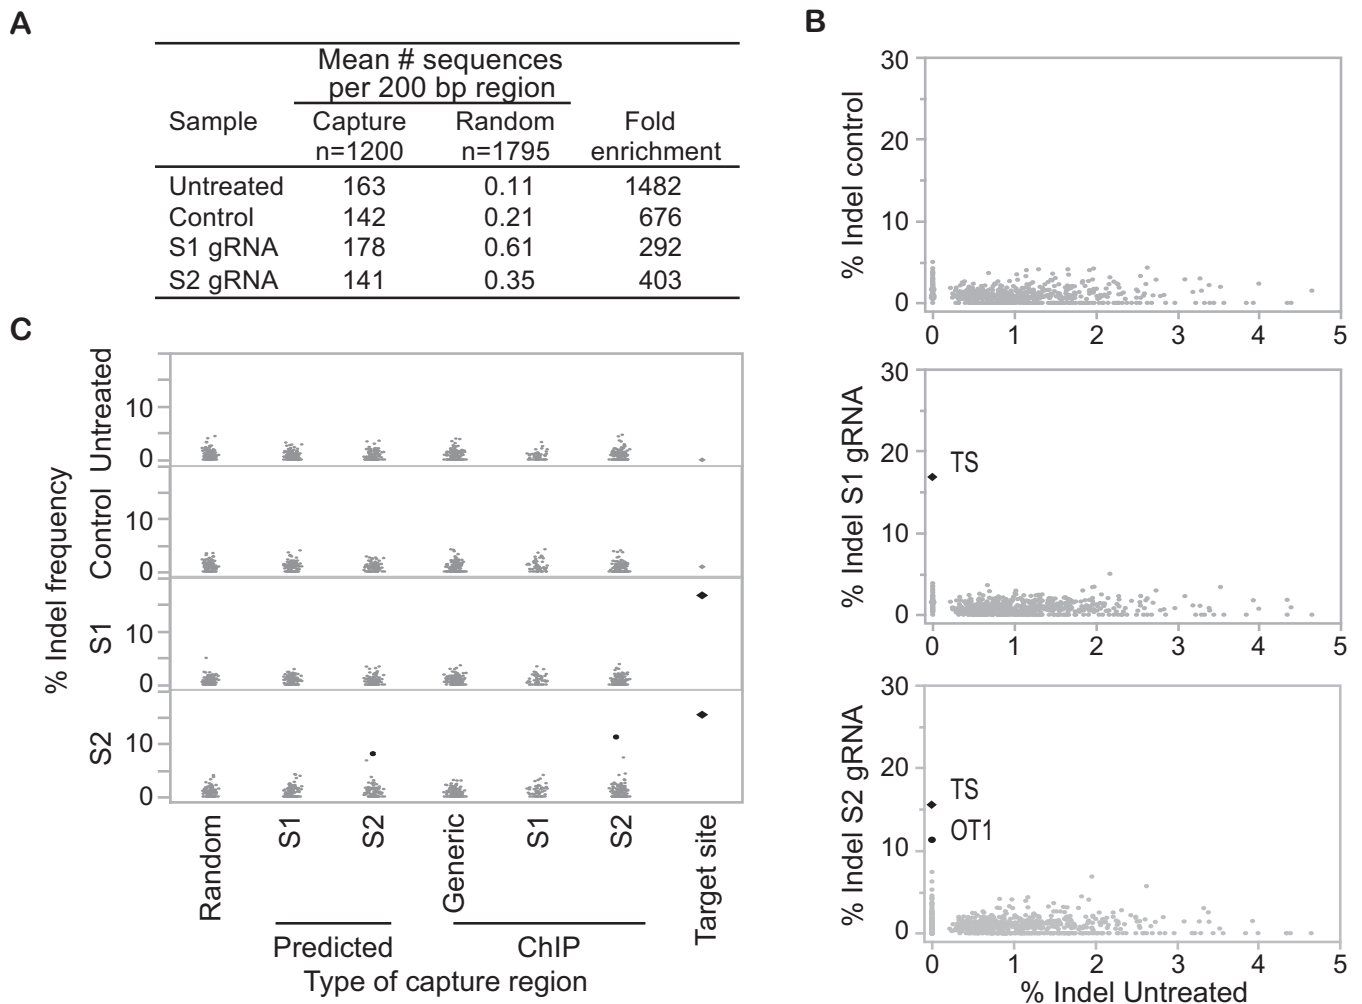 A
Mean # sequences
per 200 bp region
Sample Capture Random Fold
n=1200 n=1795 enrichment
Untreated 163 0.11 1482
Control 142 0.21 676
S1 gRNA 178 0.61 292
S2 gRNA 141 0.35 403
B
30
20
10
0
% Indel control
0 1 2 3 4 5
30
20
10
0
% Indel S1 gRNA
TS
0 1 2 3 4 5
30
20
10
0
% Indel S2 gRNA
TS
OT1
0 1 2 3 4 5
% Indel Untreated
C
% Indel frequency
Untreated
10
0
Control
10
0
S1
10
0
S2
10
0
Random S1 S2 Generic S1 S2 Target site
Predicted ChIP
Type of capture region